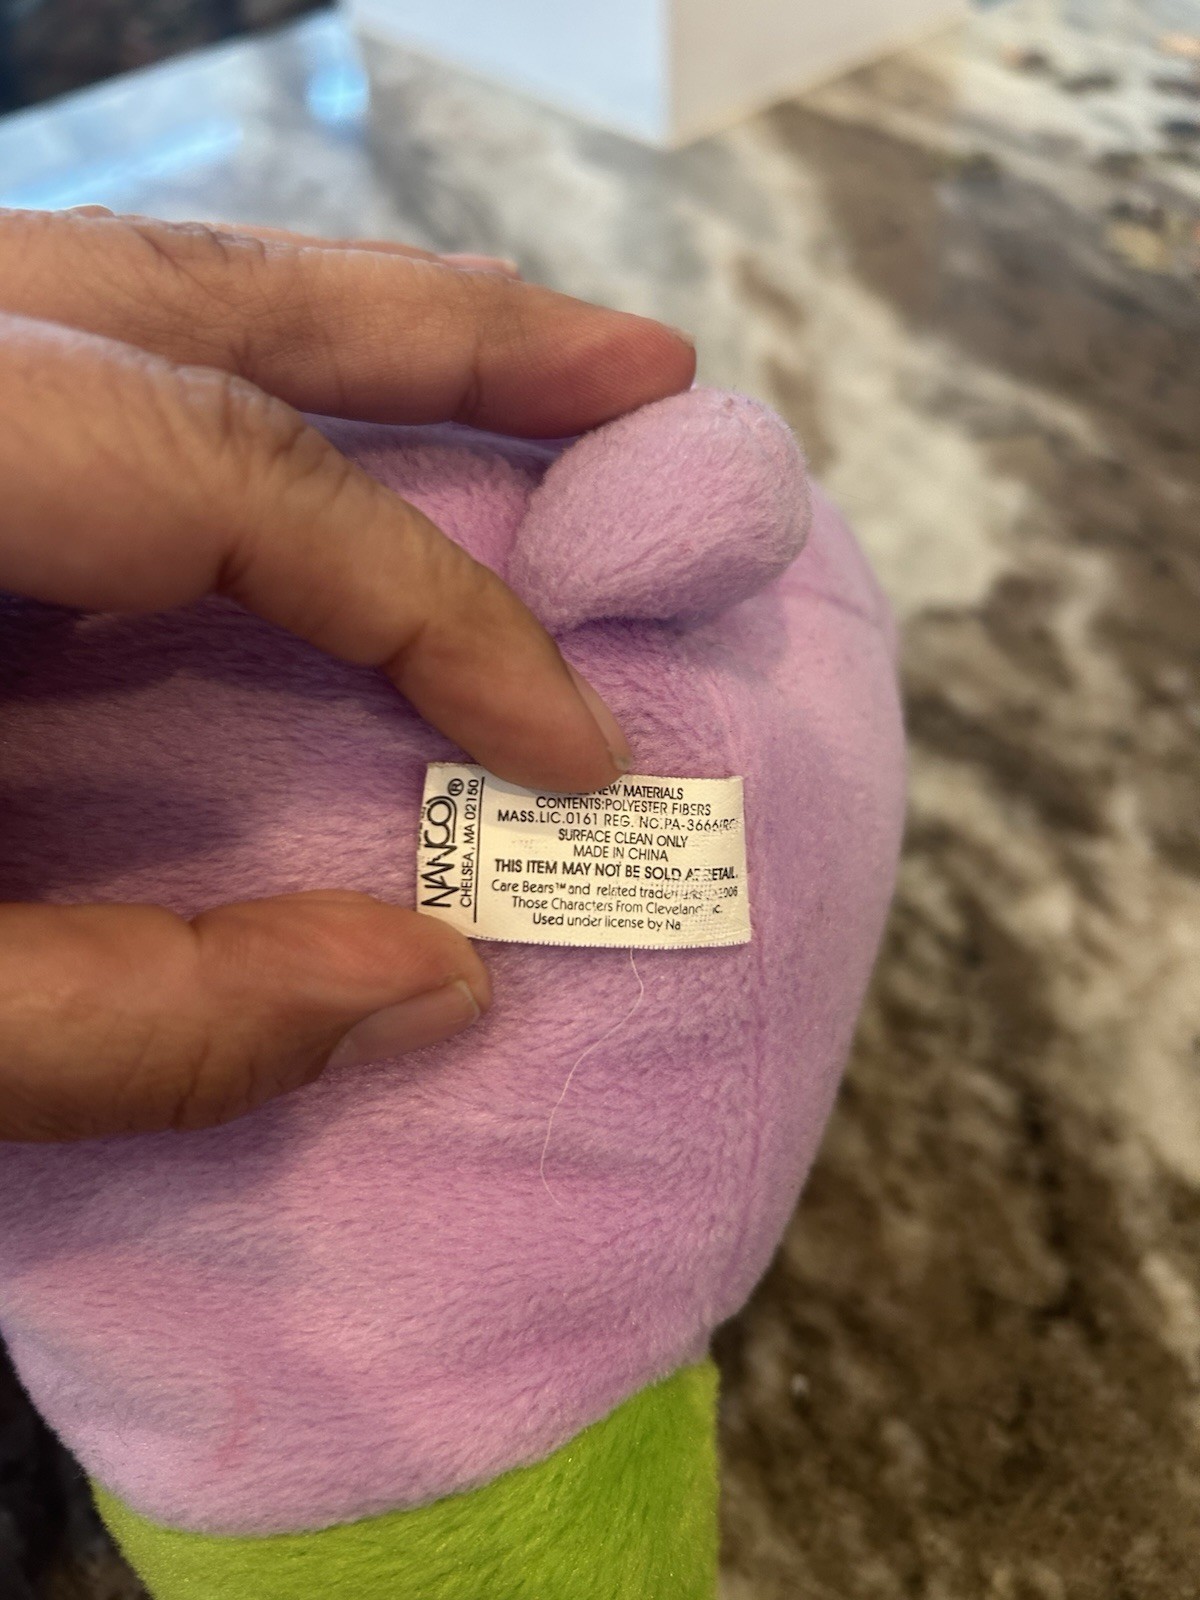 NANCO®
CHELSEA, MA 02150
NEW MATERIALS
CONTENTS:POLYESTER FIBERS
MASS.LIC.0161 REG. NO.PA-3666(RC
SURFACE CLEAN ONLY
MADE IN CHINA
THIS ITEM MAY NOT BE SOLD AT RETAIL.
Care Bears™ and related
Those Characters From Cleveland
Used under license by Na